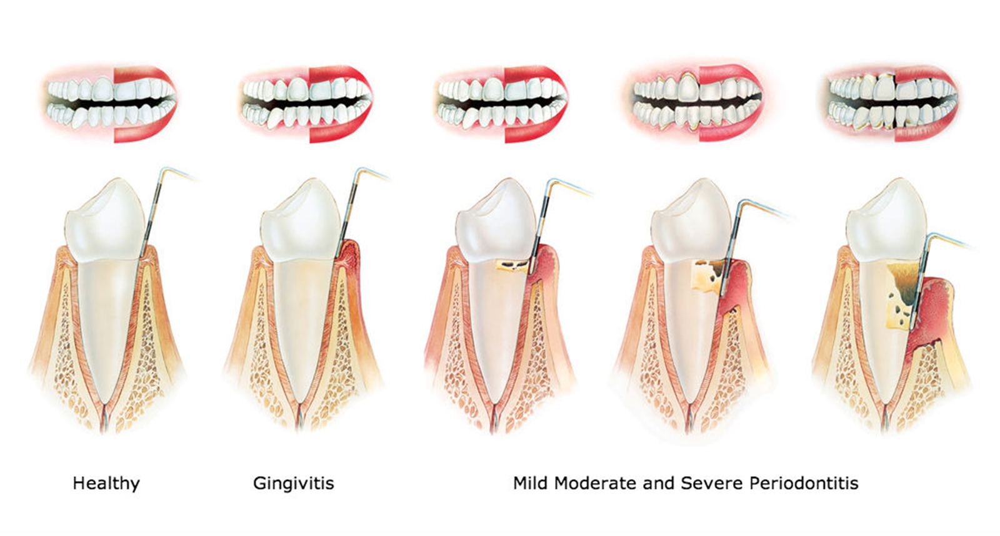 Healthy
Gingivitis
Mild Moderate and Severe Periodontitis